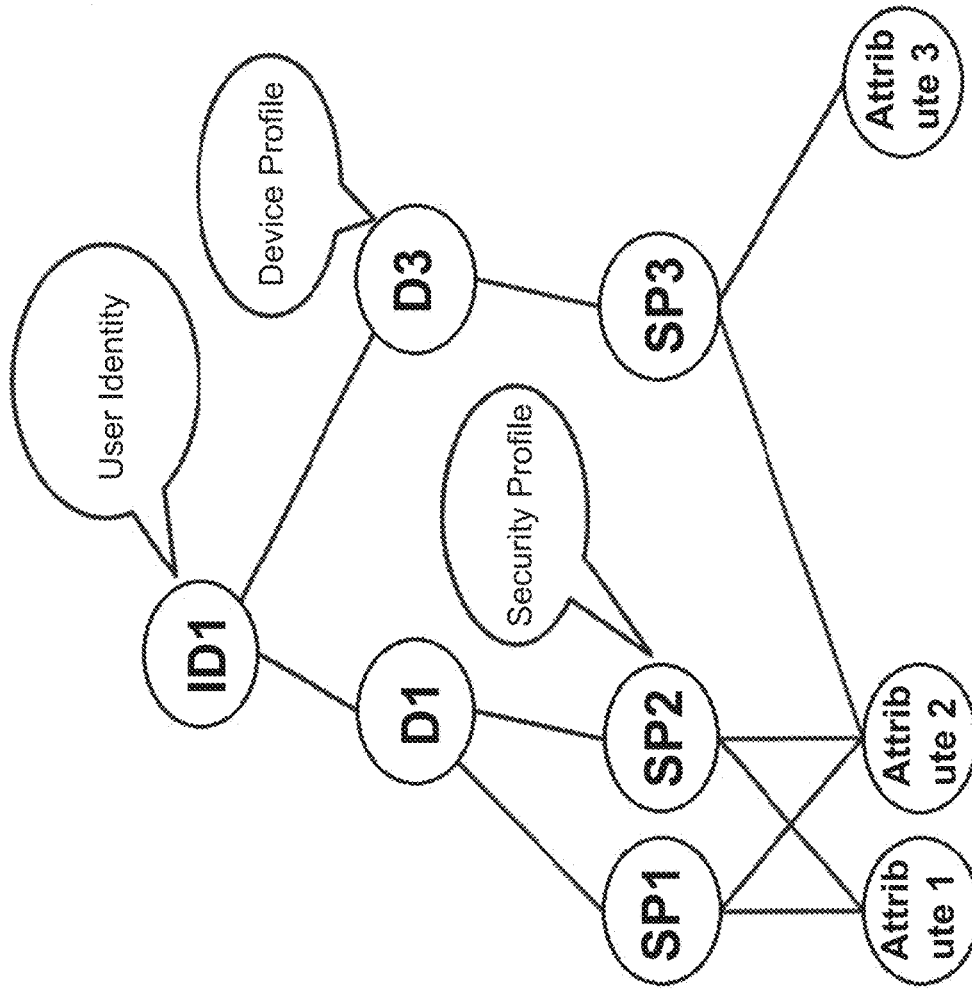 User Identity
ID1
Device Profile
D1
D3
Security Profile
SP1
SP2
SP3
Attrib
ute 1
Attrib
ute 2
Attrib
ute 3